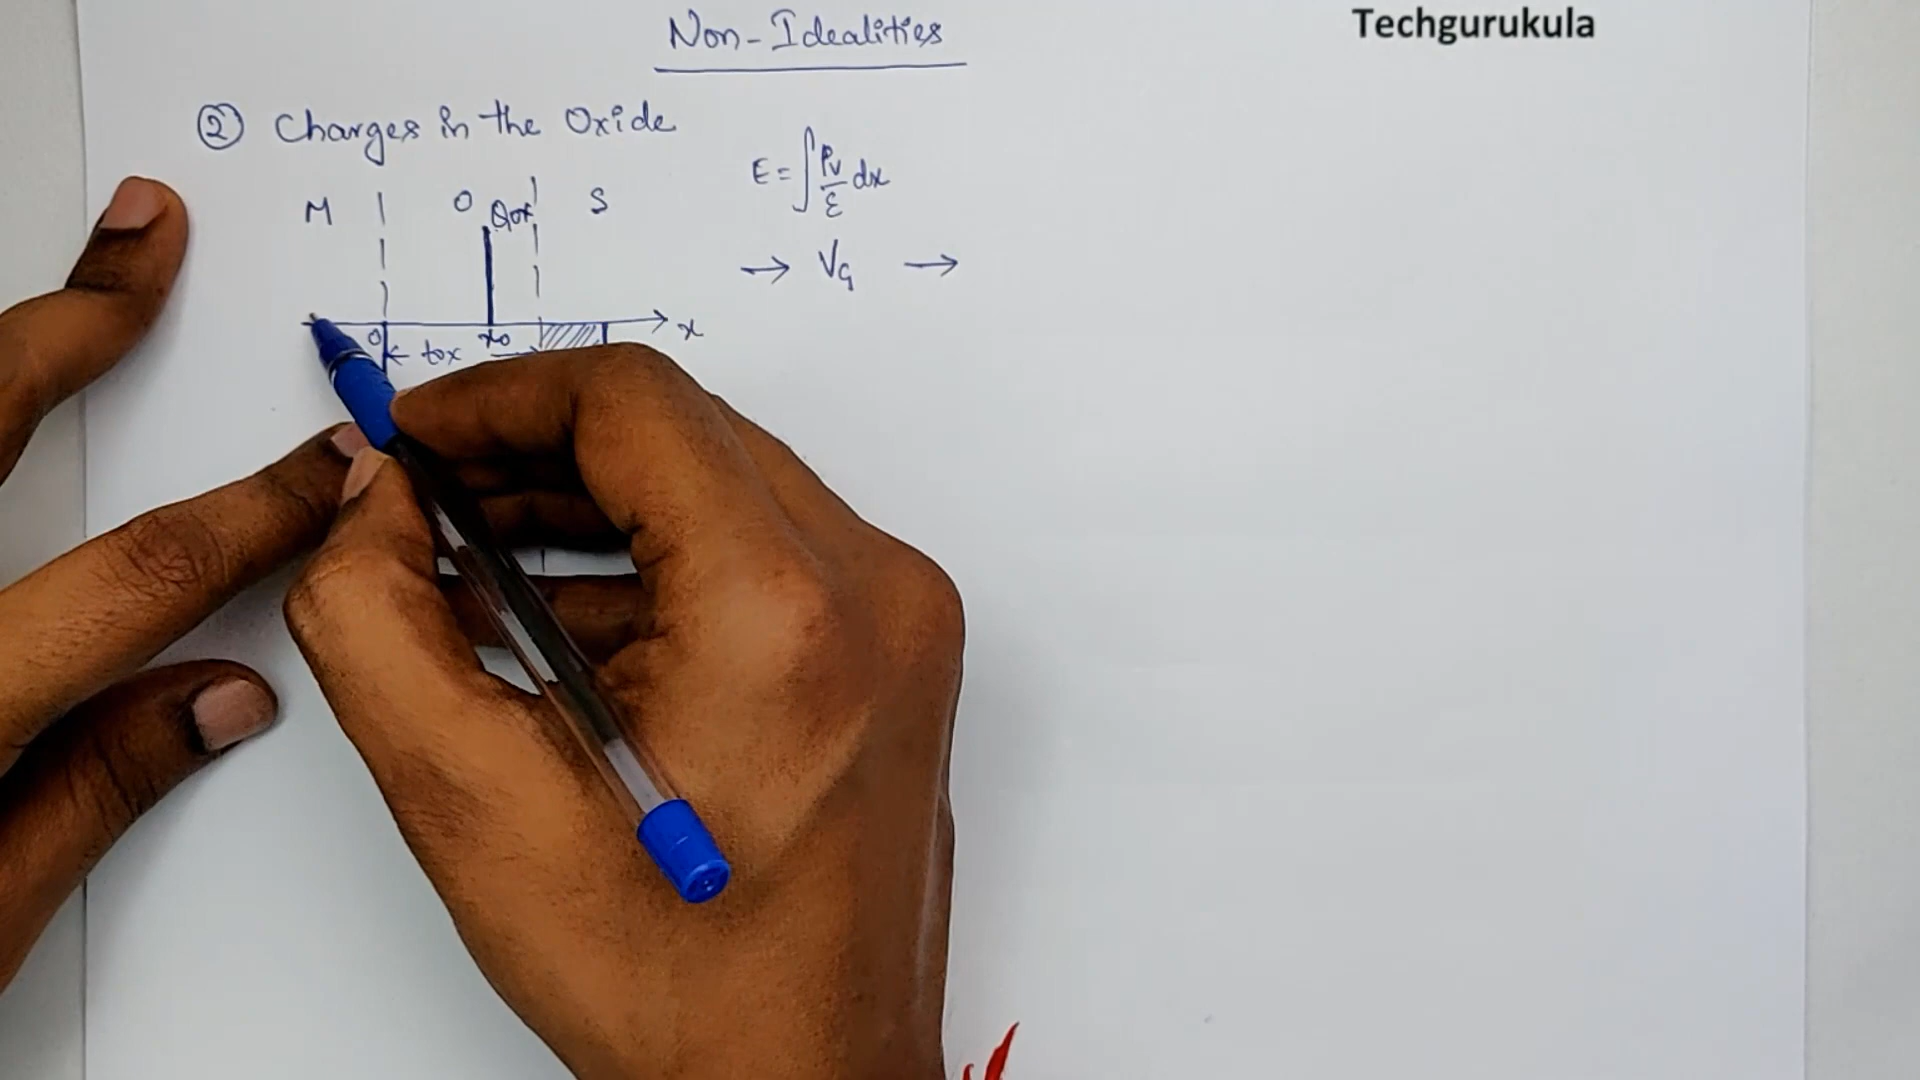 Techgurukula
Non-Idealities
② Charges in the Oxide
E = ∫ ρv/ε dx
M O Qox S
→ VG →
0 ← tox x0 → x